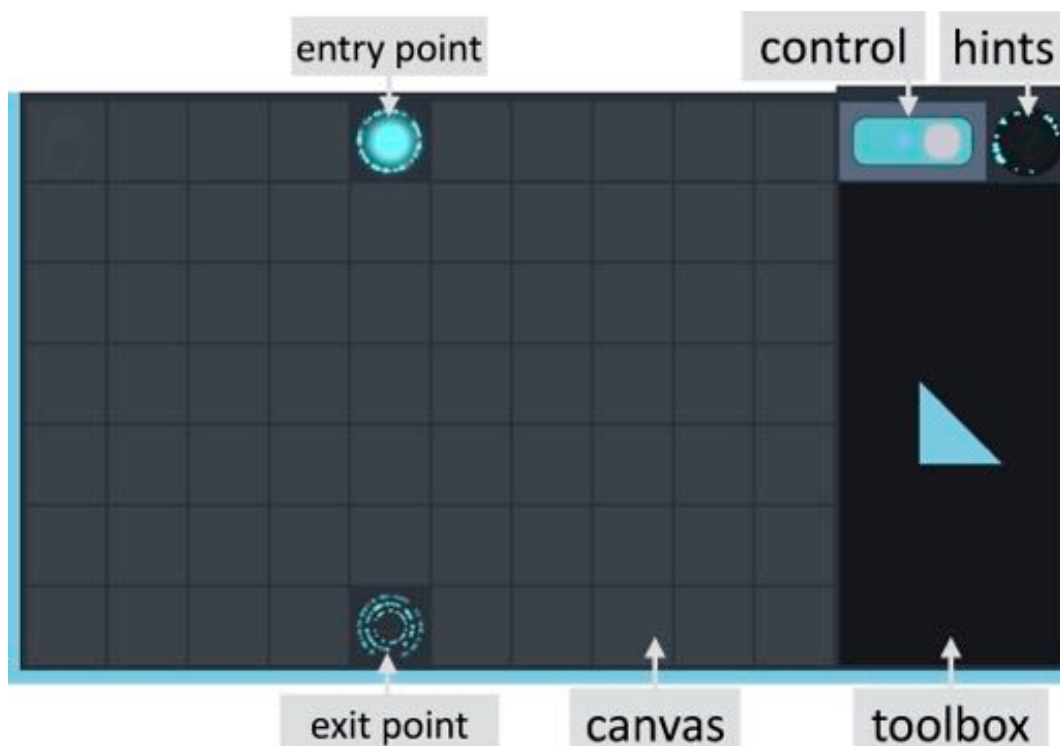 entry point
control
hints
exit point
canvas
toolbox